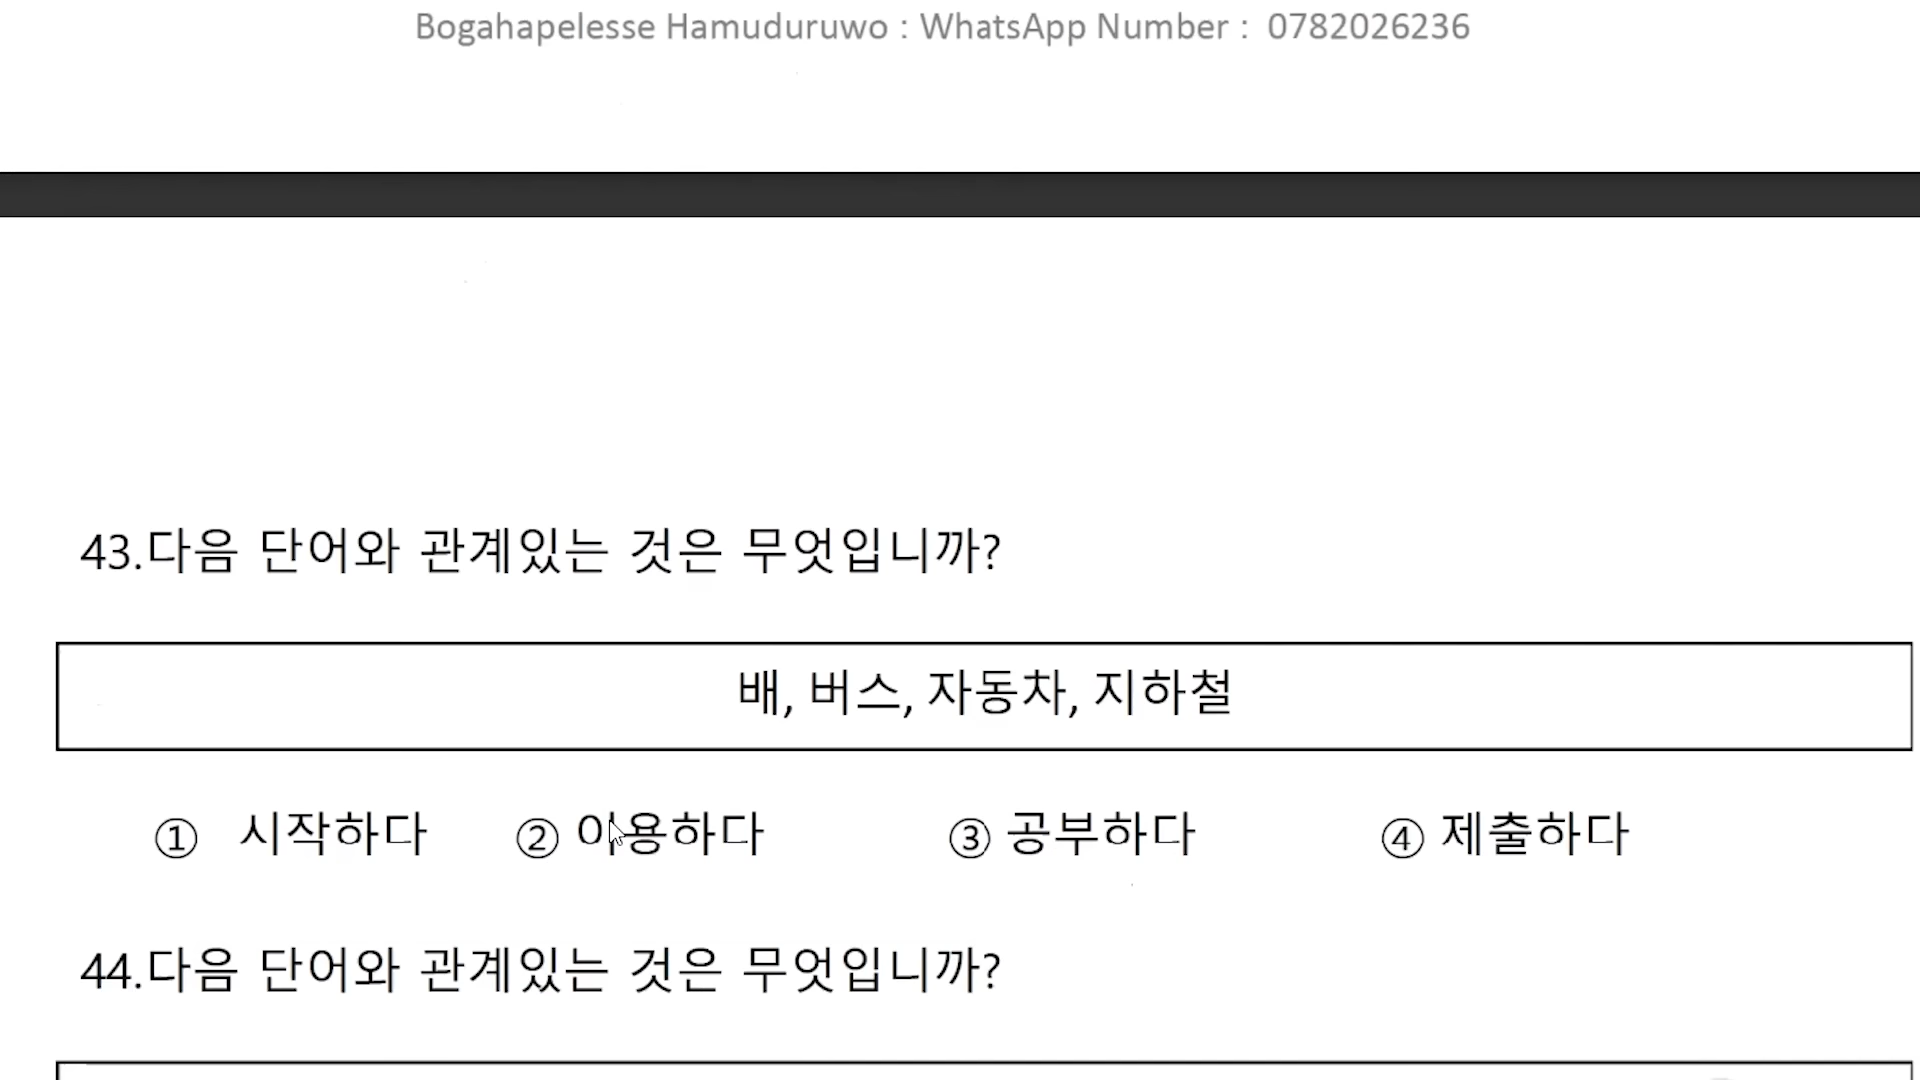 Bogahapelesse Hamuduruwo : WhatsApp Number : 0782026236
43.다음 단어와 관계있는 것은 무엇입니까?
배, 버스, 자동차, 지하철
① 시작하다 ② 이용하다 ③ 공부하다 ④ 제출하다
44.다음 단어와 관계있는 것은 무엇입니까?